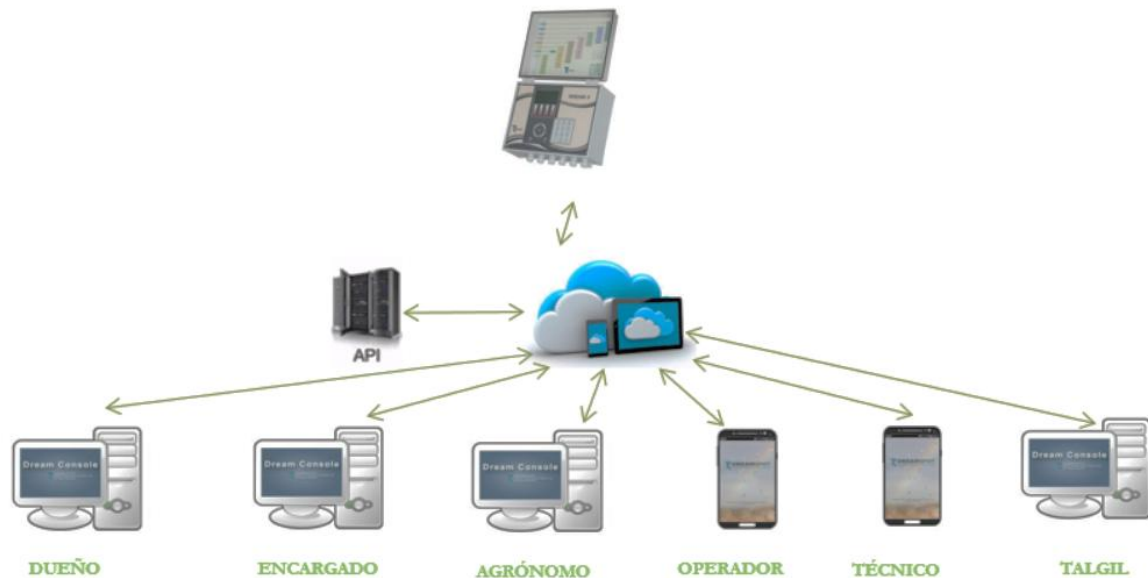 API
Dream Console
Dream Console
Dream Console
Dream Console
DUEÑO
ENCARGADO
AGRÓNOMO
OPERADOR
TÉCNICO
TALGIL